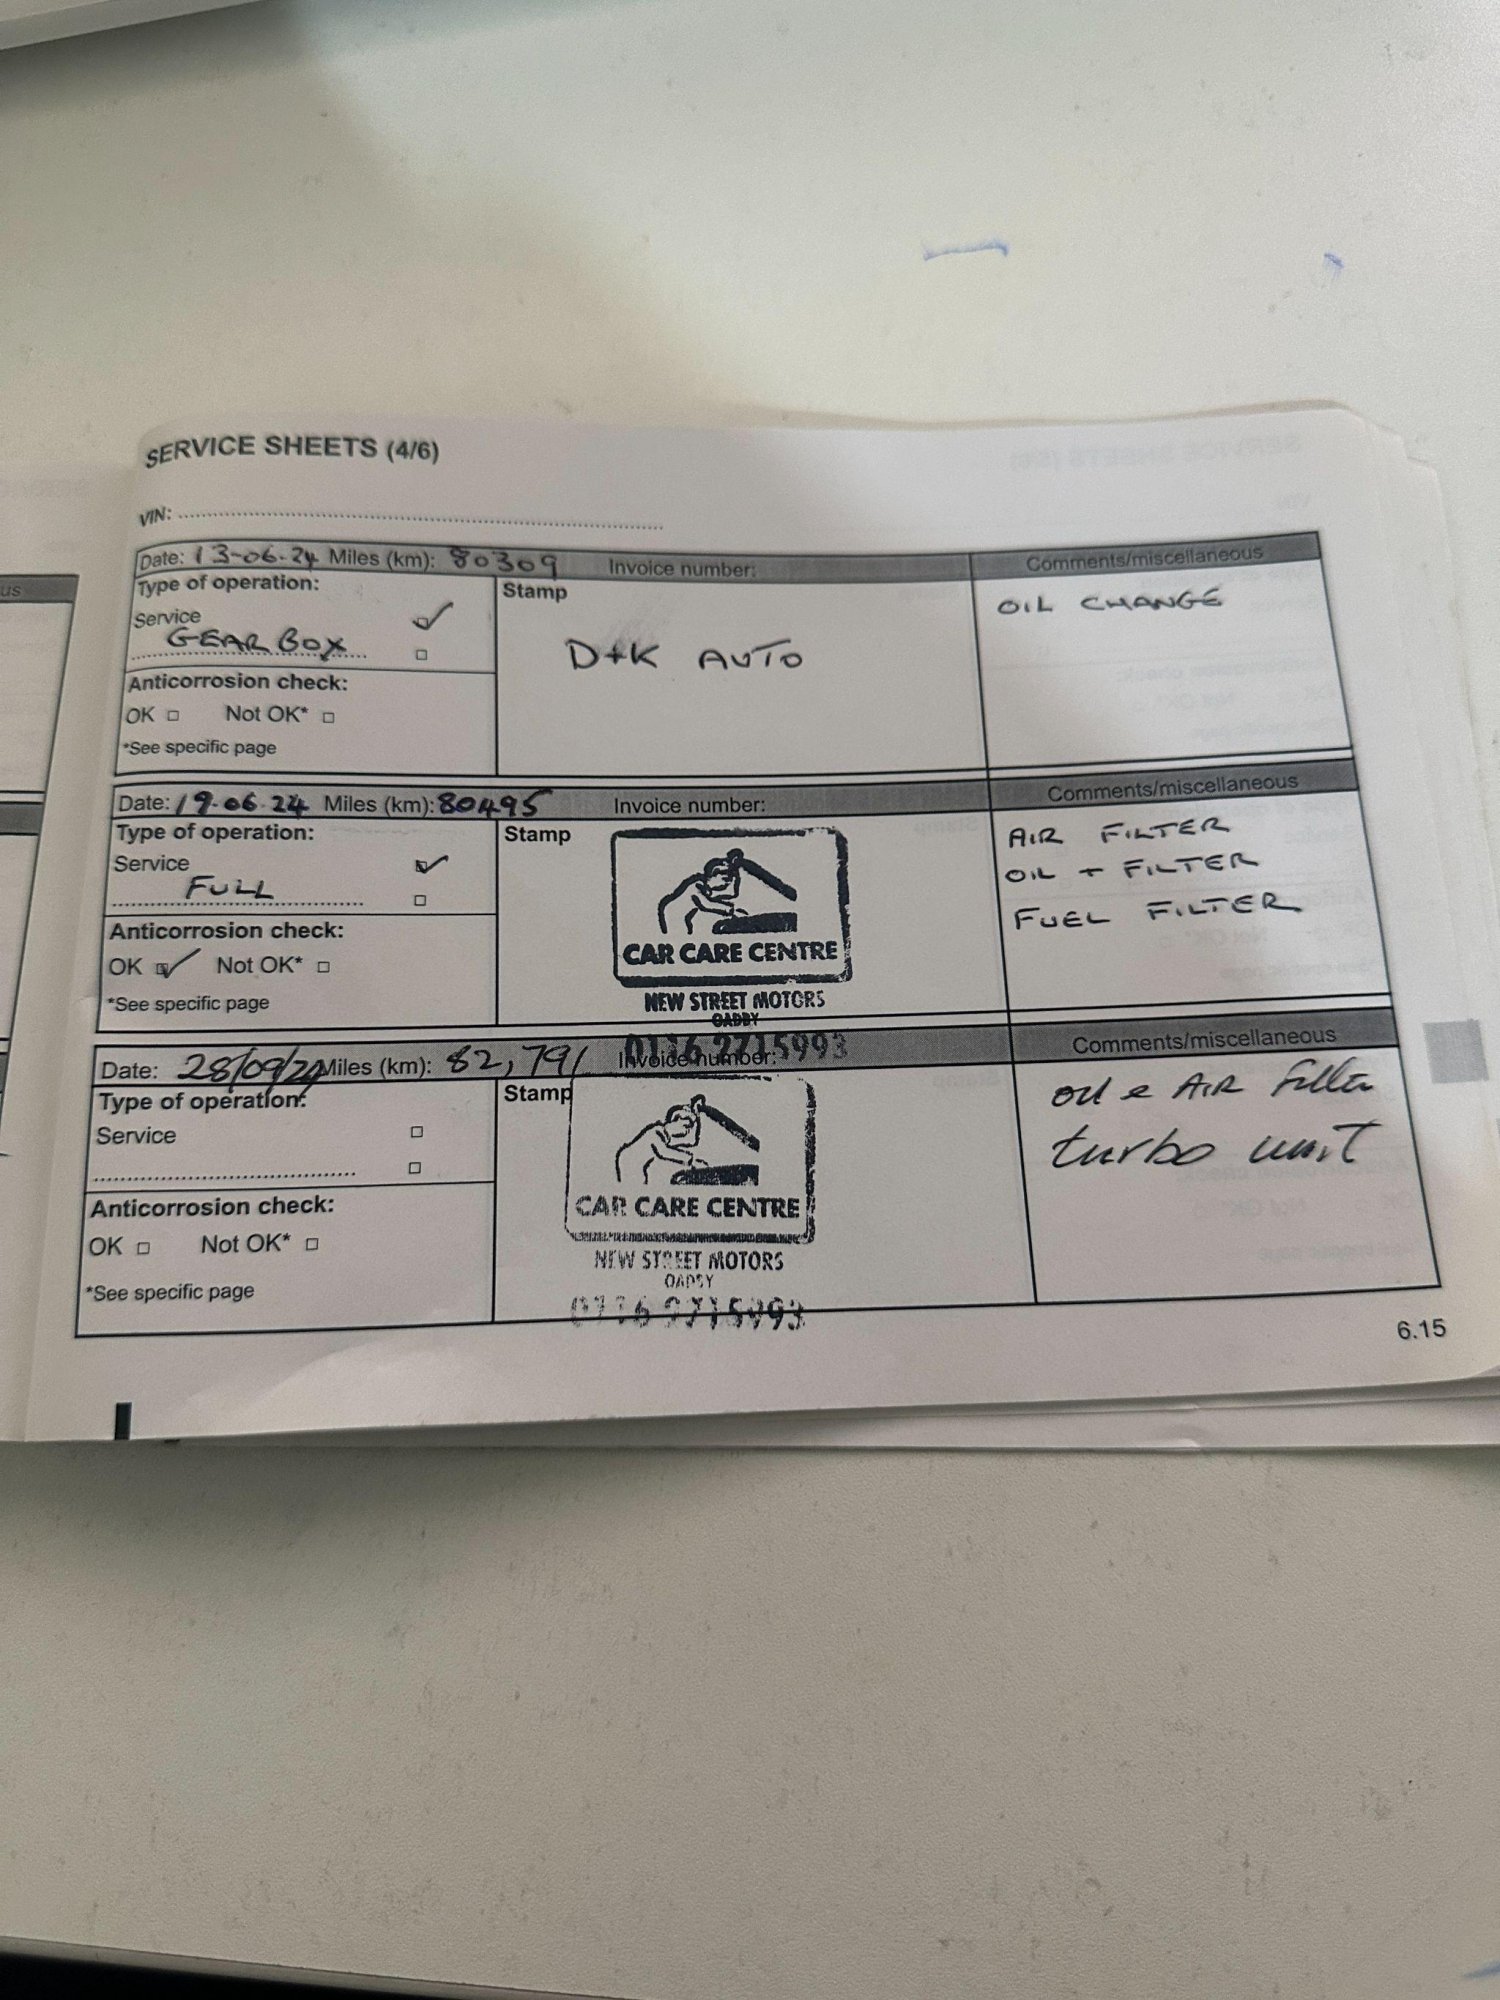 SERVICE SHEETS (4/6)
VIN:
Date: 13-06-24 Miles (km): 80309 Invoice number: Comments/miscellaneous
Type of operation:
Service
GEAR BOX
Anticorrosion check:
OK Not OK*
*See specific page
Stamp
D+K AUTO
OIL CHANGE
Date: 19-06-24 Miles (km): 80495 Invoice number: Comments/miscellaneous
Type of operation:
Service
FULL
Anticorrosion check:
OK Not OK*
*See specific page
Stamp
CAR CARE CENTRE
NEW STREET MOTORS
OADBY
0116 2715993
AIR FILTER
OIL + FILTER
FUEL FILTER
Date: 28/09/24 Miles (km): 82,791 Invoice number: Comments/miscellaneous
Type of operation:
Service
Anticorrosion check:
OK Not OK*
*See specific page
Stamp
CAR CARE CENTRE
NEW STREET MOTORS
OADBY
0116 2715993
oil e AIR filter
turbo unit
6.15
us